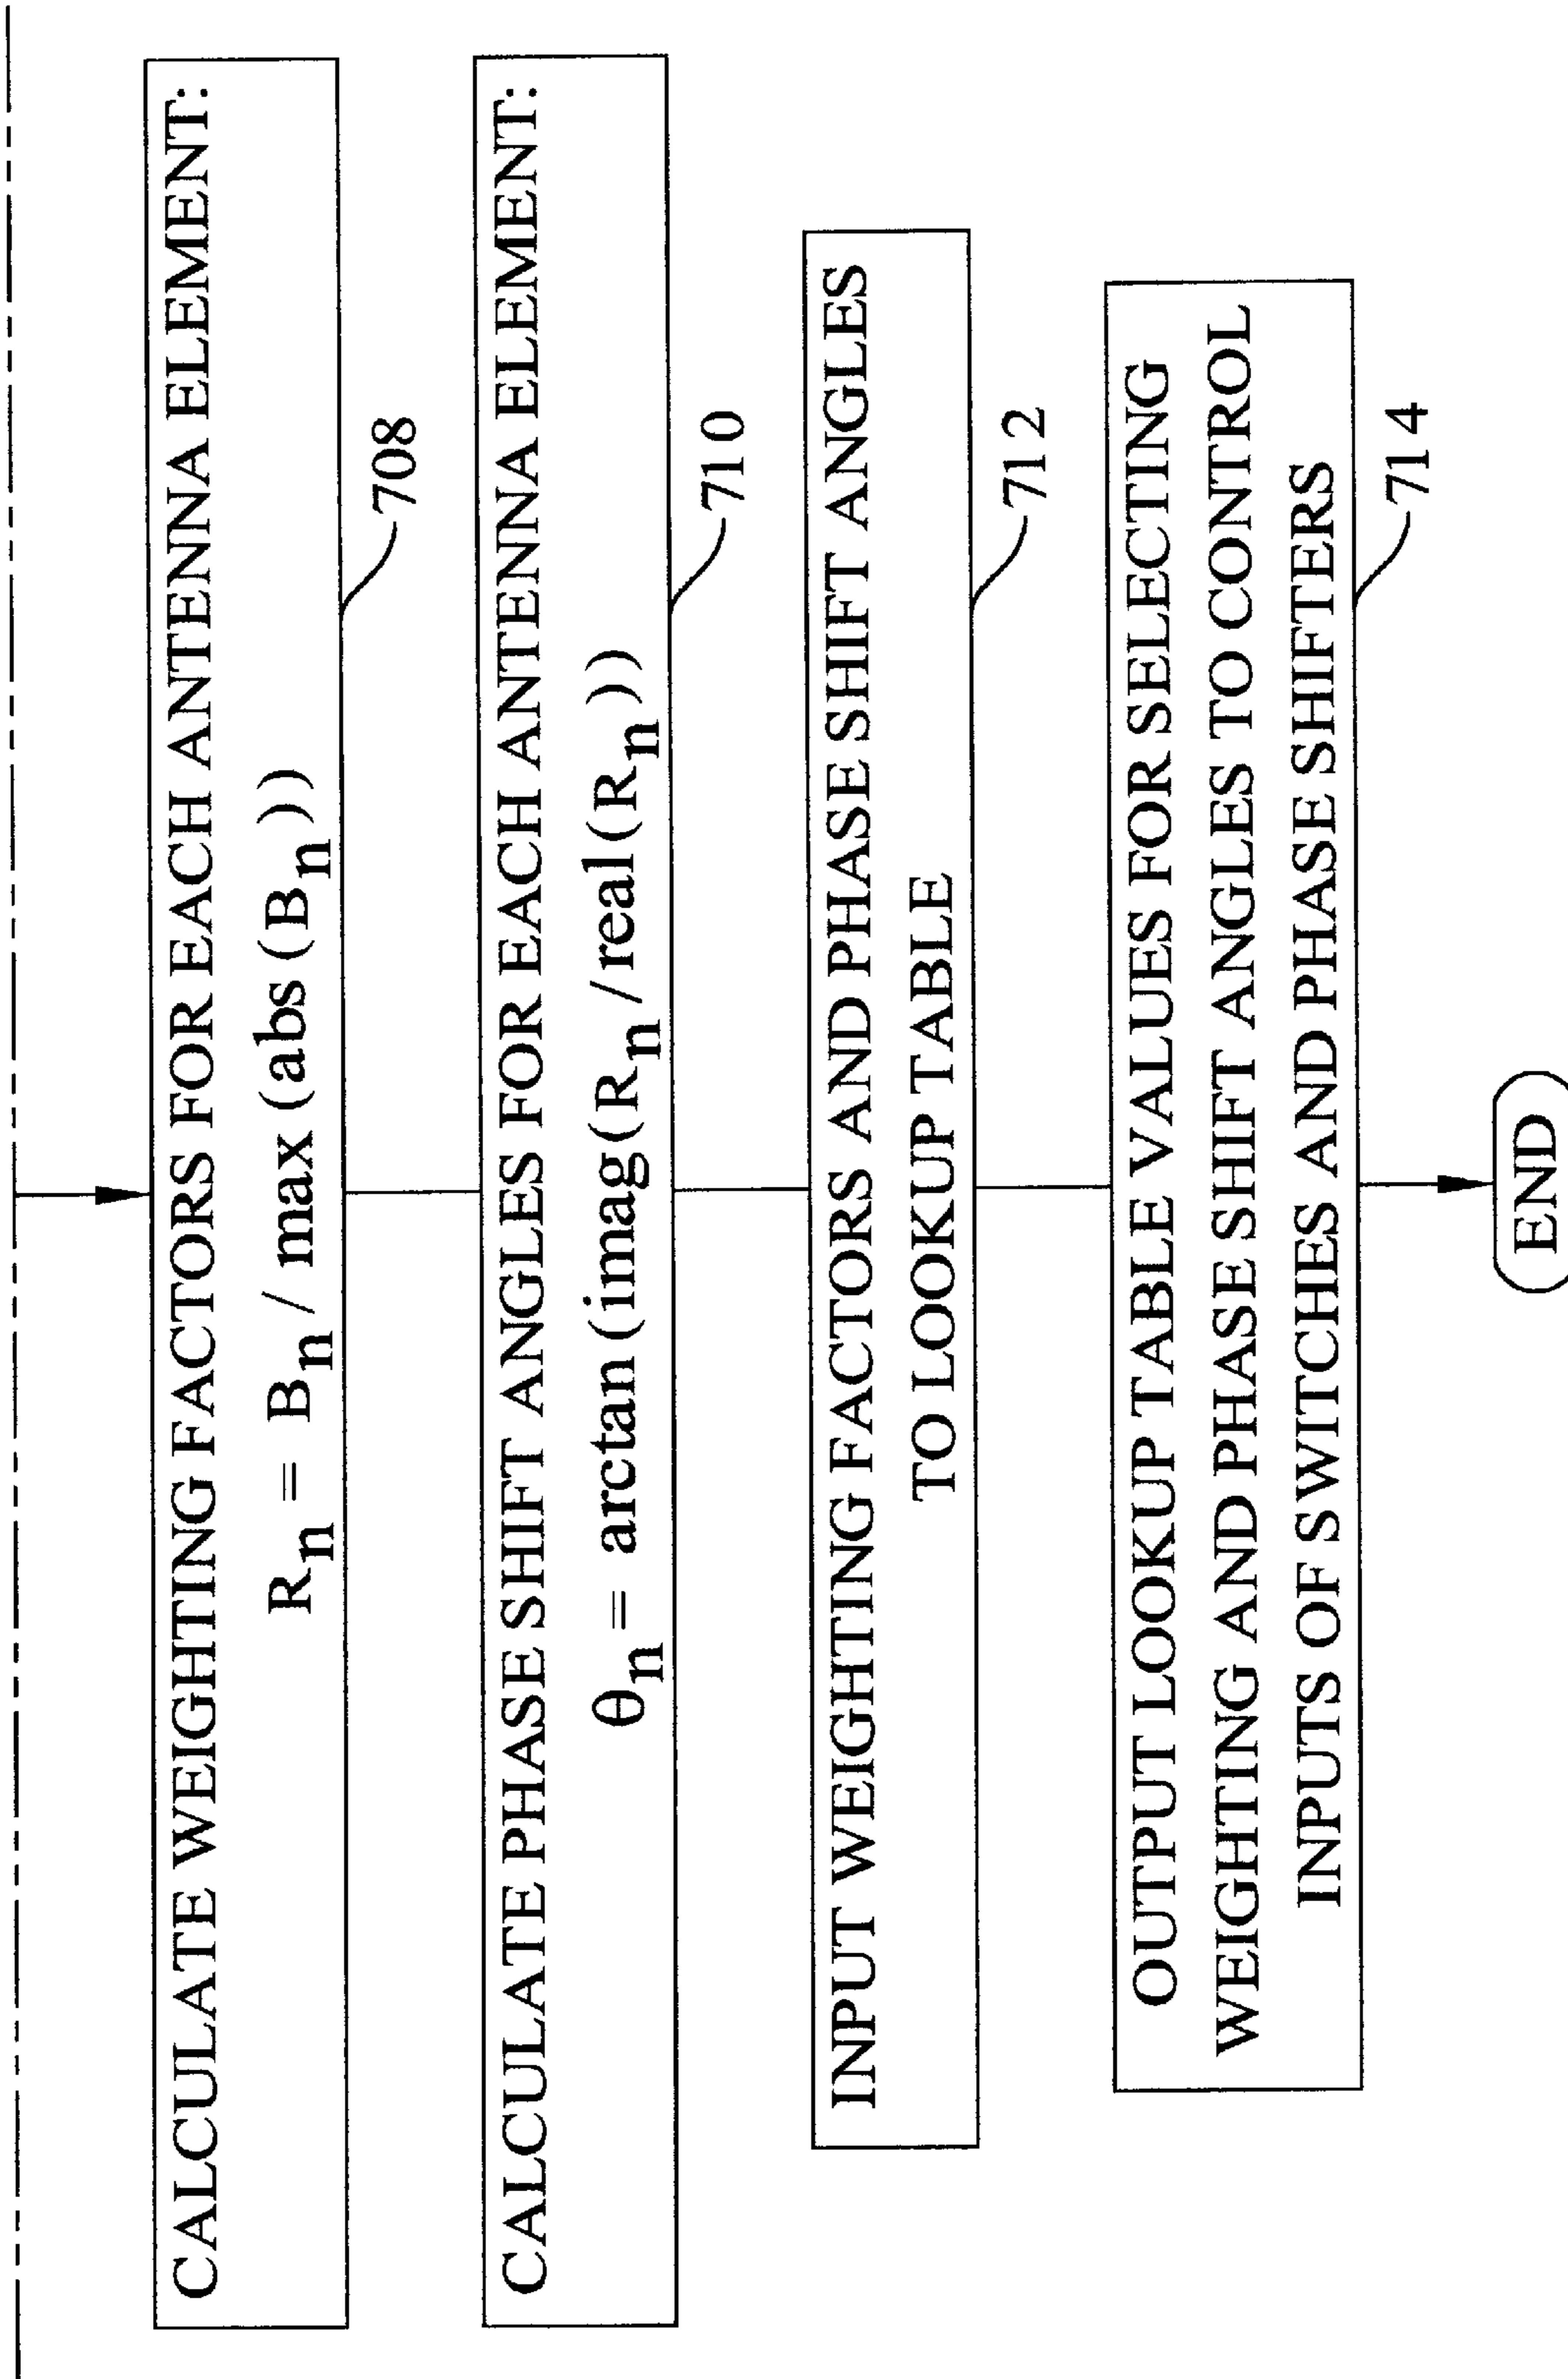 CALCULATE WEIGHTING FACTORS FOR EACH ANTENNA ELEMENT:
Rn = Bn / max (abs (Bn))
708
CALCULATE PHASE SHIFT ANGLES FOR EACH ANTENNA ELEMENT:
θn = arctan (imag(Rn /real(Rn))
710
INPUT WEIGHTING FACTORS AND PHASE SHIFT ANGLES
TO LOOKUP TABLE
712
OUTPUT LOOKUP TABLE VALUES FOR SELECTING
WEIGHTING AND PHASE SHIFT ANGLES TO CONTROL
INPUTS OF SWITCHES AND PHASE SHIFTERS
714
END